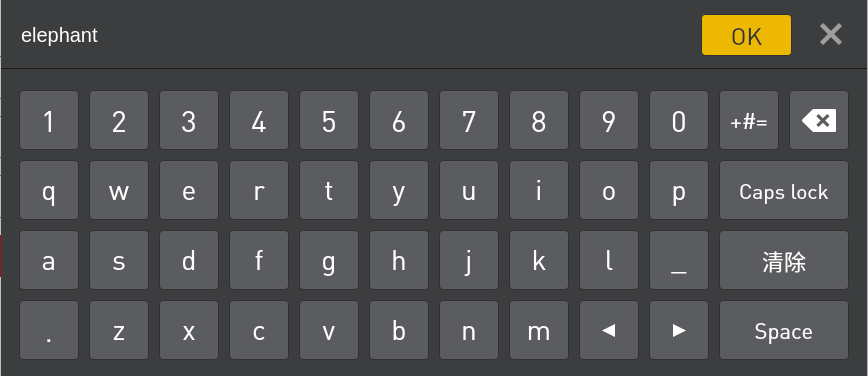 elephant OK
1 2 3 4 5 6 7 8 9 0 +#=
q w e r t y u i o p Caps lock
a s d f g h j k l _ 清除
. z x c v b n m ◄ ► Space